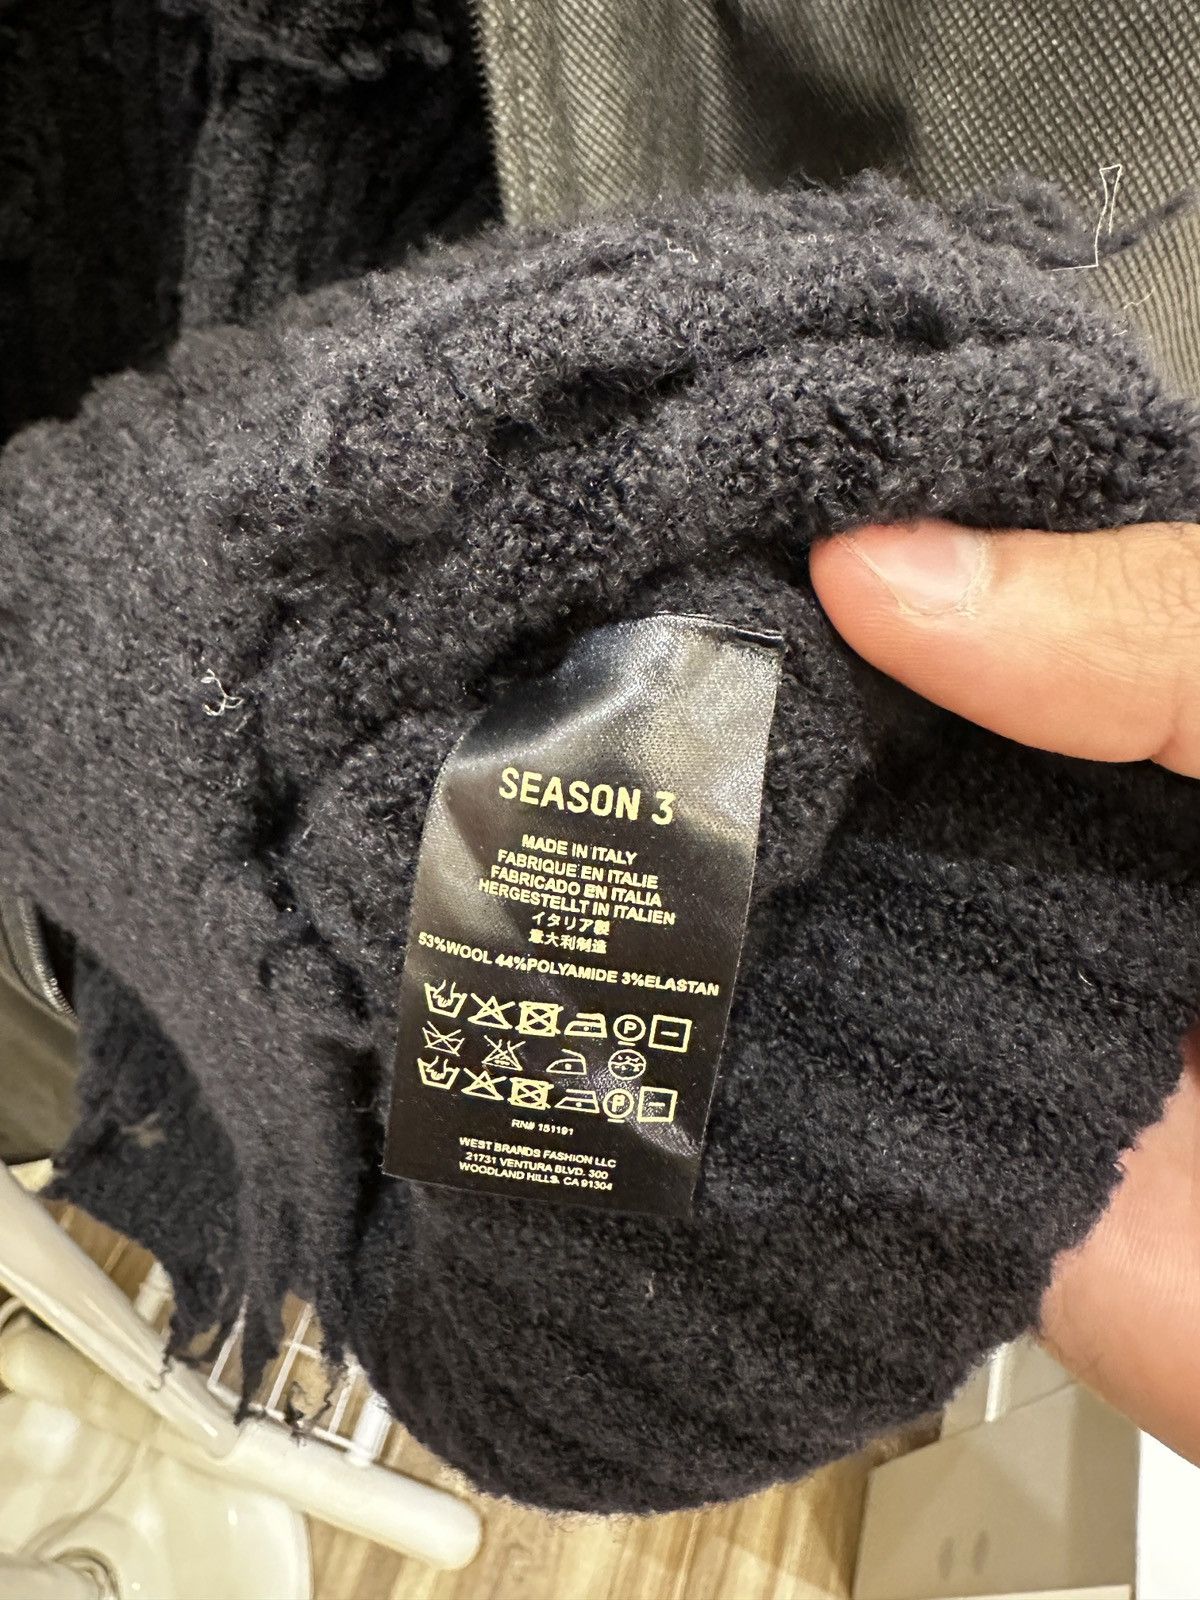 SEASON 3
MADE IN ITALY
FABRIQUE EN ITALIE
FABRICADO EN ITALIA
HERGESTELLT IN ITALIEN
イタリア製
意大利制造
53%WOOL 44%POLYAMIDE 3%ELASTAN
P
P
RN# 151191
WEST BRANDS FASHION LLC
21731 VENTURA BLVD. 300
WOODLAND HILLS. CA 91304